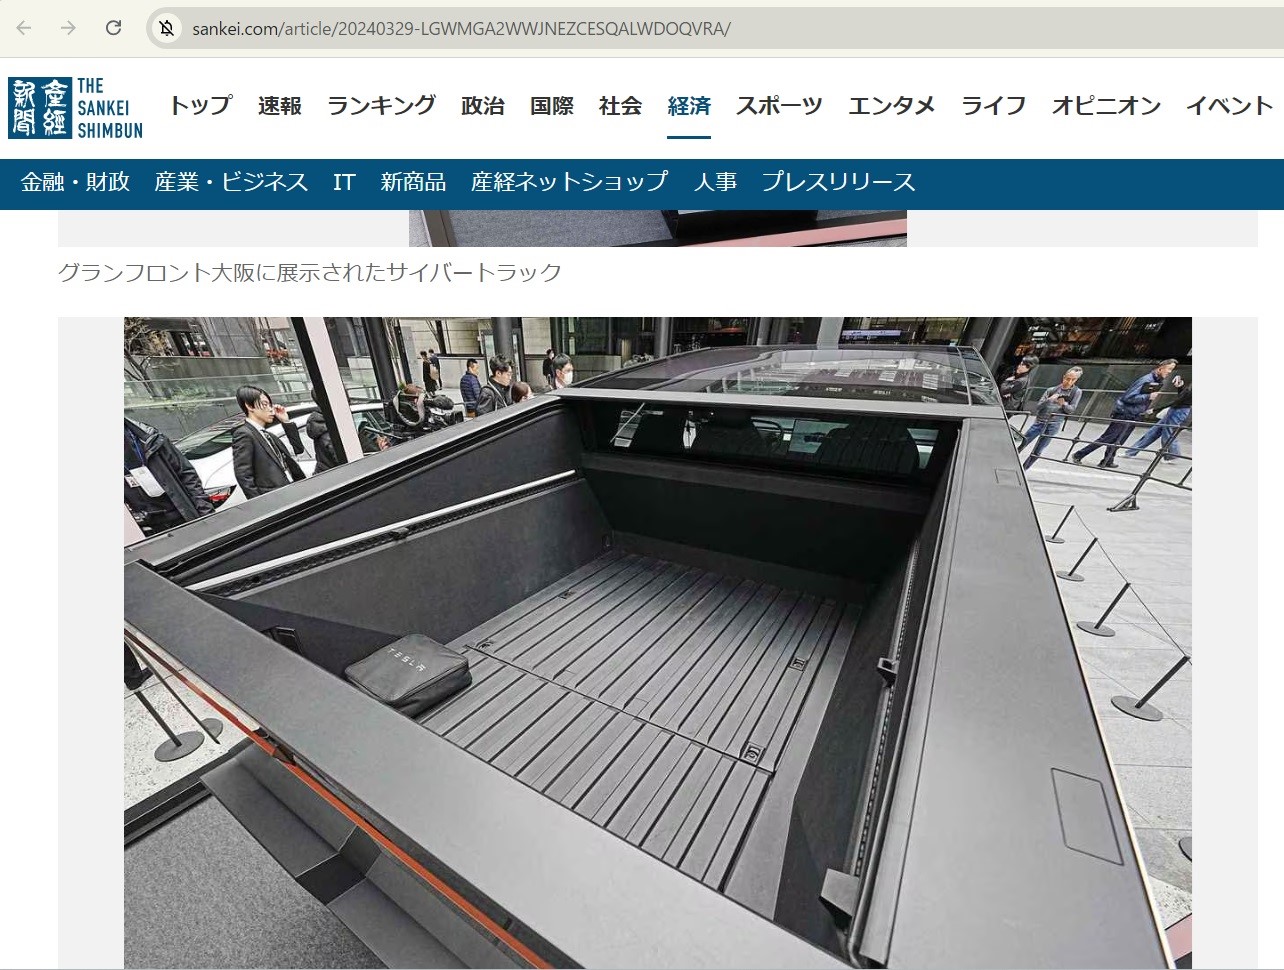 sankei.com/article/20240329-LGWMGA2WWJNEZCESQALWDOQVRA/
産經
新聞
THE
SANKEI
SHIMBUN
トップ 速報 ランキング 政治 国際 社会 経済 スポーツ エンタメ ライフ オピニオン イベント
金融・財政 産業・ビジネス IT 新商品 産経ネットショップ 人事 プレスリリース
グランフロント大阪に展示されたサイバートラック
TESLA